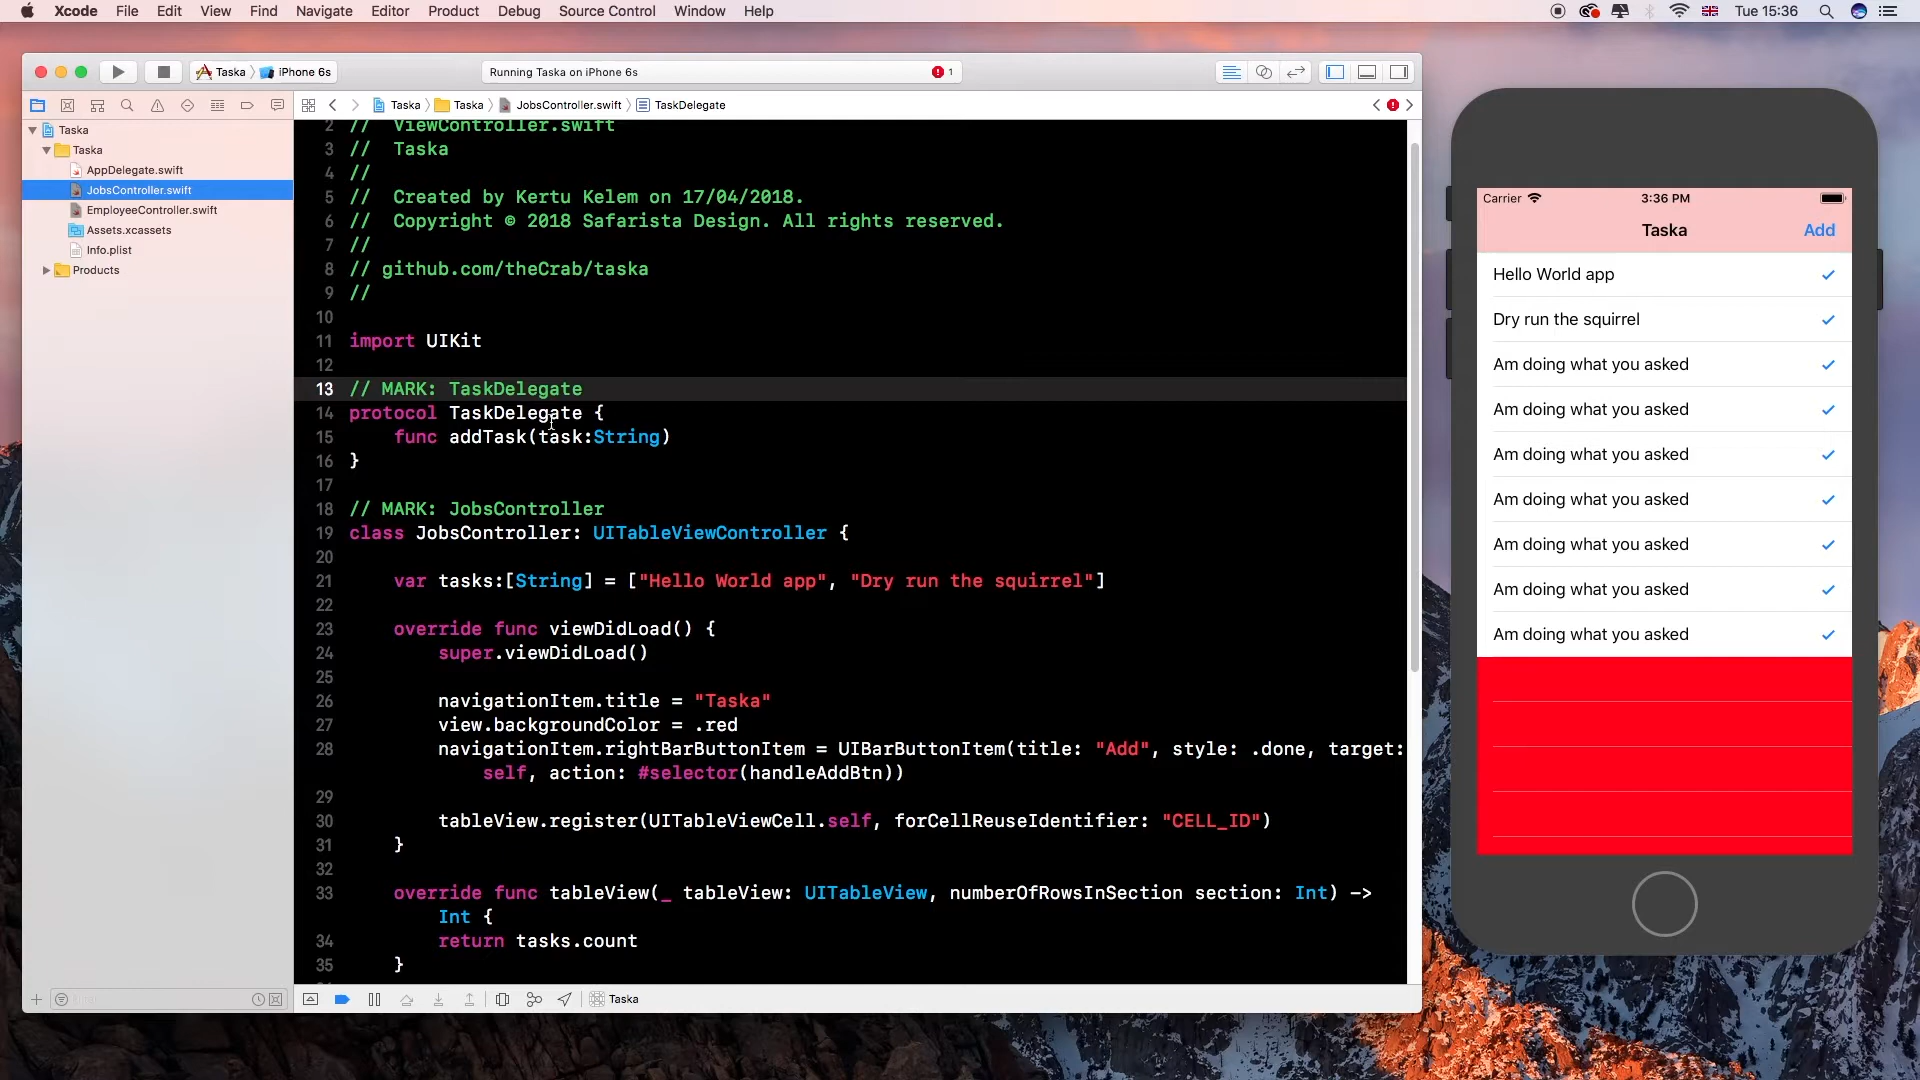 Xcode File Edit View Find Navigate Editor Product Debug Source Control Window Help Tue 15:36
Taska iPhone 6s Running Taska on iPhone 6s 1
Taska Taska JobsController.swift TaskDelegate
Taska
Taska
AppDelegate.swift
JobsController.swift
EmployeeController.swift
Assets.xcassets
Info.plist
Products
2 // ViewController.swift
3 // Taska
4 //
5 // Created by Kertu Kelem on 17/04/2018.
6 // Copyright © 2018 Safarista Design. All rights reserved.
7 //
8 // github.com/theCrab/taska
9 //
10
11 import UIKit
12
13 // MARK: TaskDelegate
14 protocol TaskDelegate {
15 func addTask(task:String)
16 }
17
18 // MARK: JobsController
19 class JobsController: UITableViewController {
20
21 var tasks:[String] = ["Hello World app", "Dry run the squirrel"]
22
23 override func viewDidLoad() {
24 super.viewDidLoad()
25
26 navigationItem.title = "Taska"
27 view.backgroundColor = .red
28 navigationItem.rightBarButtonItem = UIBarButtonItem(title: "Add", style: .done, target:
self, action: #selector(handleAddBtn))
29
30 tableView.register(UITableViewCell.self, forCellReuseIdentifier: "CELL_ID")
31 }
32
33 override func tableView(_ tableView: UITableView, numberOfRowsInSection section: Int) ->
Int {
34 return tasks.count
35 }
Taska
Carrier 3:36 PM
Taska Add
Hello World app
Dry run the squirrel
Am doing what you asked
Am doing what you asked
Am doing what you asked
Am doing what you asked
Am doing what you asked
Am doing what you asked
Am doing what you asked